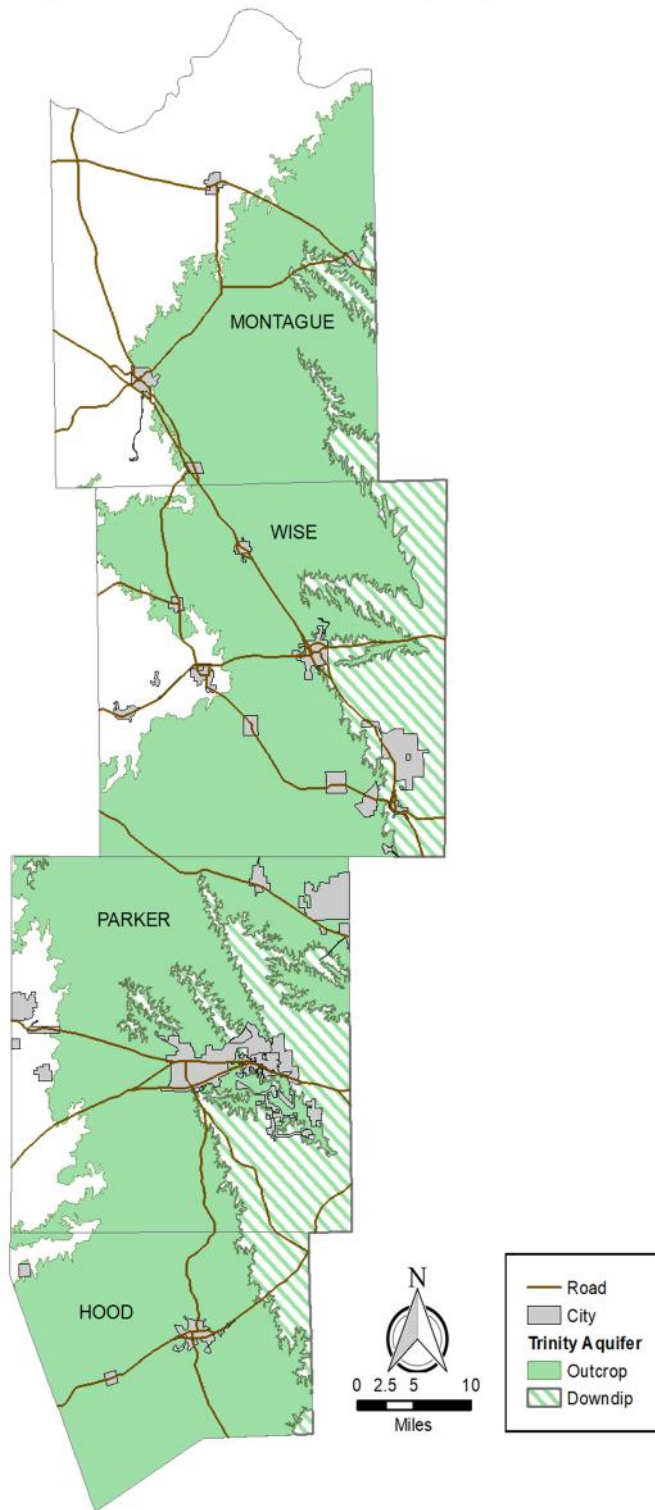 MONTAGUE
WISE
PARKER
HOOD
N
0 2.5 5 10
Miles
Road
City
Trinity Aquifer
Outcrop
Downdip